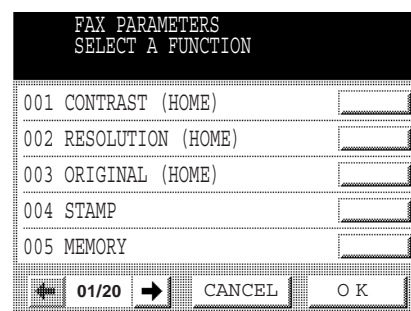 FAX PARAMETERS
SELECT A FUNCTION
001 CONTRAST (HOME)
002 RESOLUTION (HOME)
003 ORIGINAL (HOME)
004 STAMP
005 MEMORY
01/20 CANCEL OK